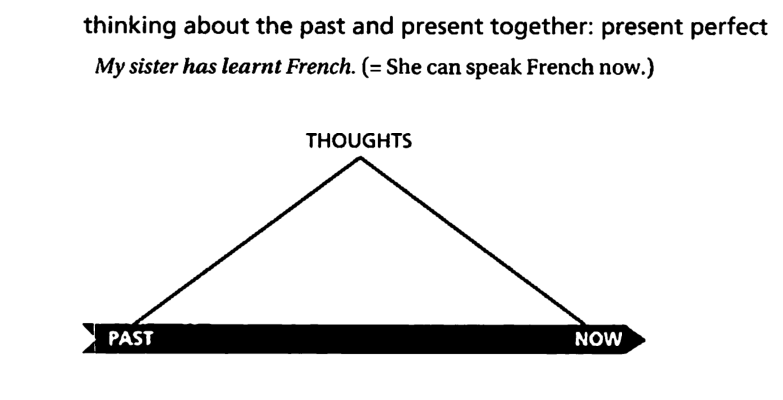 thinking about the past and present together: present perfect
My sister has learnt French. (= She can speak French now.)
THOUGHTS
PAST NOW